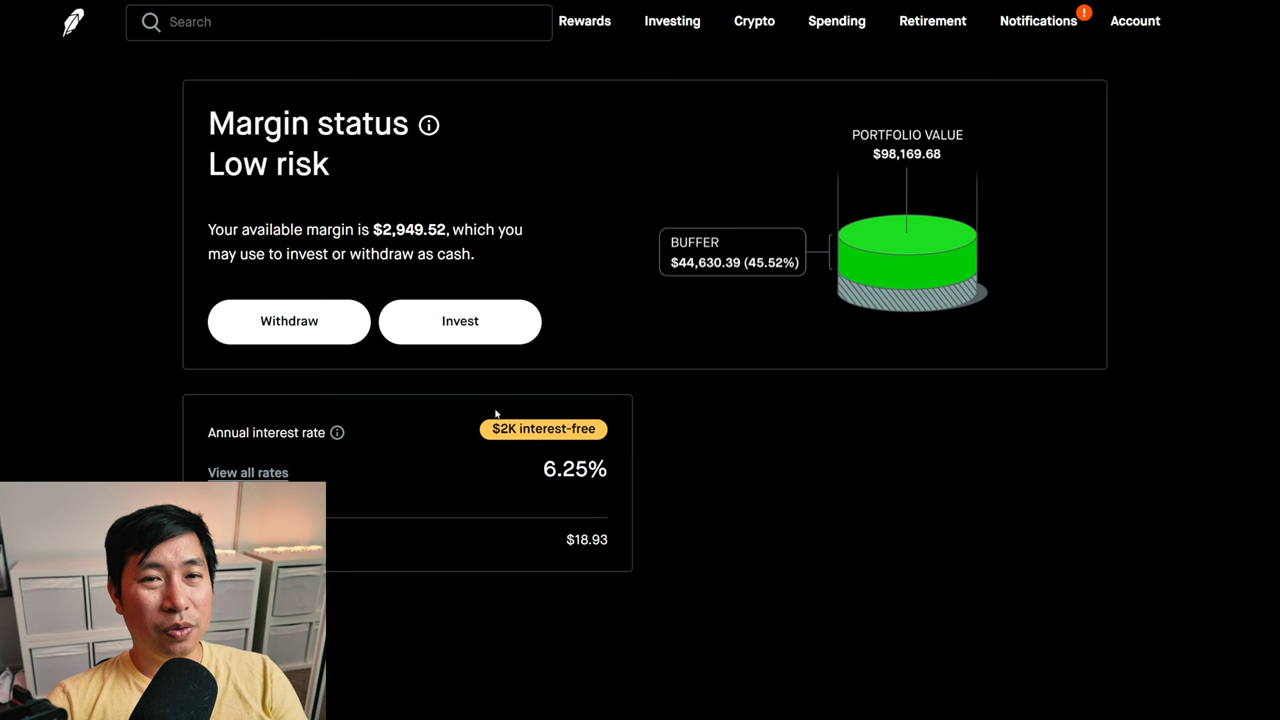 Search
Rewards
Investing
Crypto
Spending
Retirement
Notifications
!
Account
Margin status
Low risk
Your available margin is $2,949.52, which you
may use to invest or withdraw as cash.
Withdraw
Invest
PORTFOLIO VALUE
$98,169.68
BUFFER
$44,630.39 (45.52%)
Annual interest rate
$2K interest-free
View all rates
6.25%
$18.93